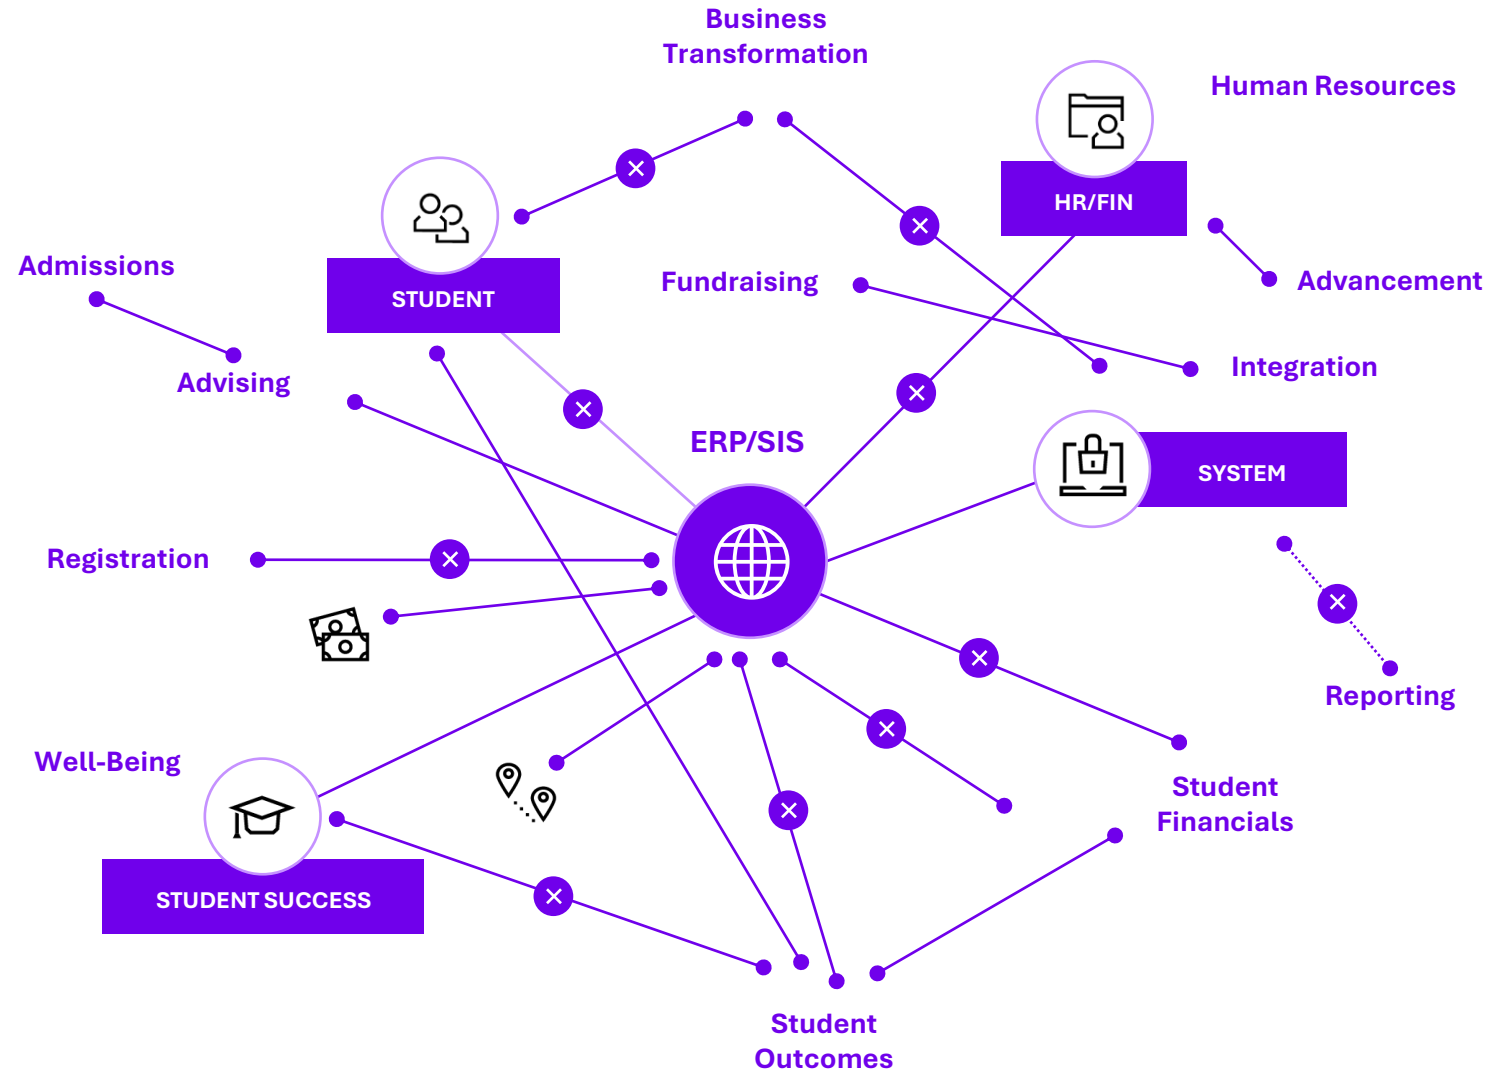 Business
Transformation
Human Resources
HR/FIN
Admissions
STUDENT
Fundraising
Advancement
Advising
Integration
ERP/SIS
SYSTEM
Registration
Reporting
Well-Being
Student
Financials
STUDENT SUCCESS
Student
Outcomes